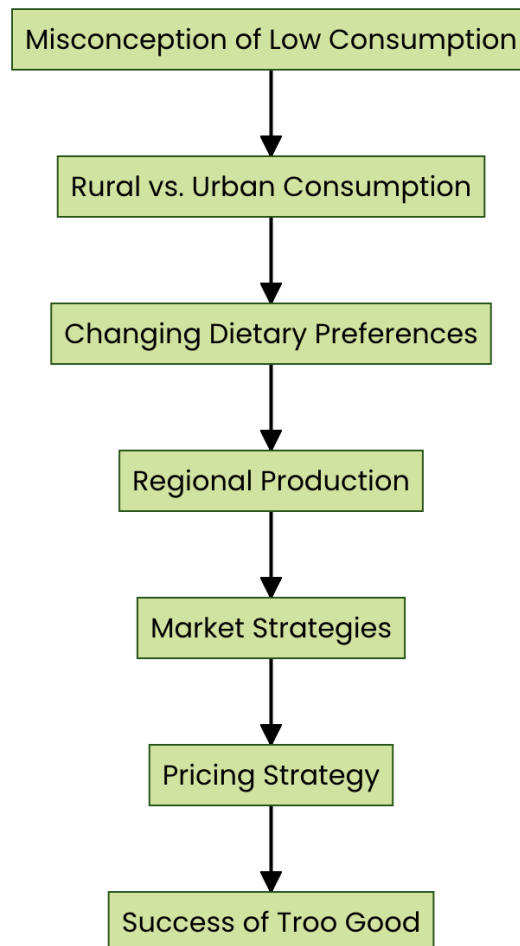 Misconception of Low Consumption
Rural vs. Urban Consumption
Changing Dietary Preferences
Regional Production
Market Strategies
Pricing Strategy
Success of Troo Good